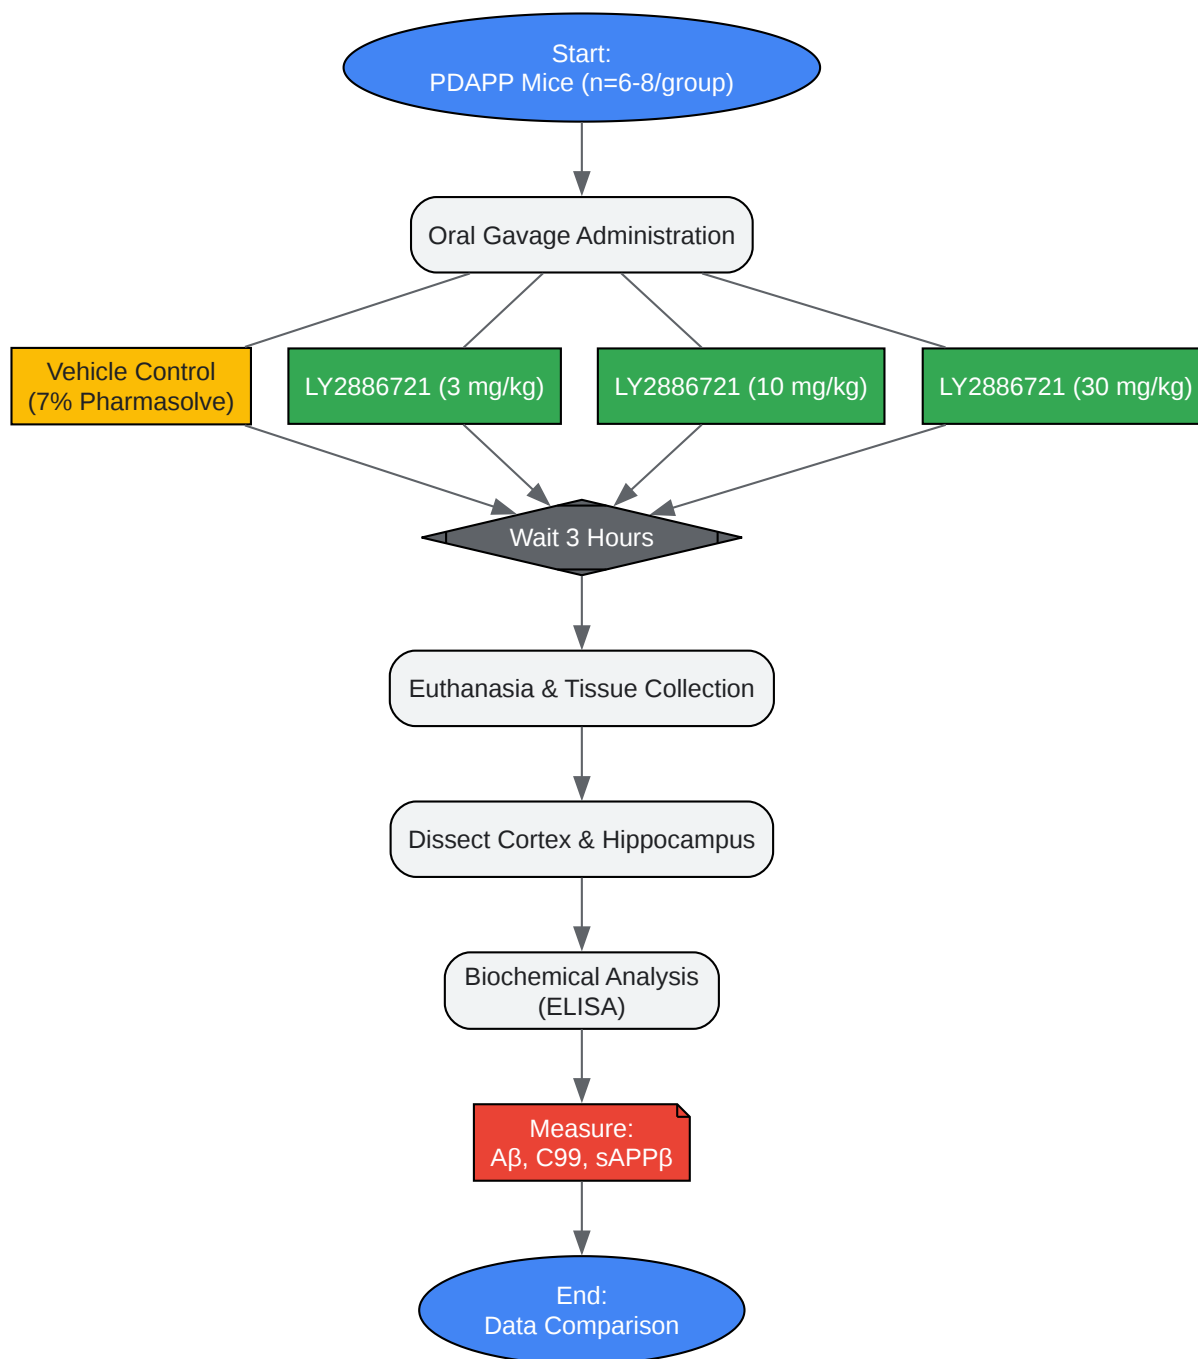 Start:
PDAPP Mice (n=6-8/group)
Oral Gavage Administration
Vehicle Control
(7% Pharmasolve)
LY2886721 (3 mg/kg)
LY2886721 (10 mg/kg)
LY2886721 (30 mg/kg)
Wait 3 Hours
Euthanasia & Tissue Collection
Dissect Cortex & Hippocampus
Biochemical Analysis
(ELISA)
Measure:
Aβ, C99, sAPPβ
End:
Data Comparison